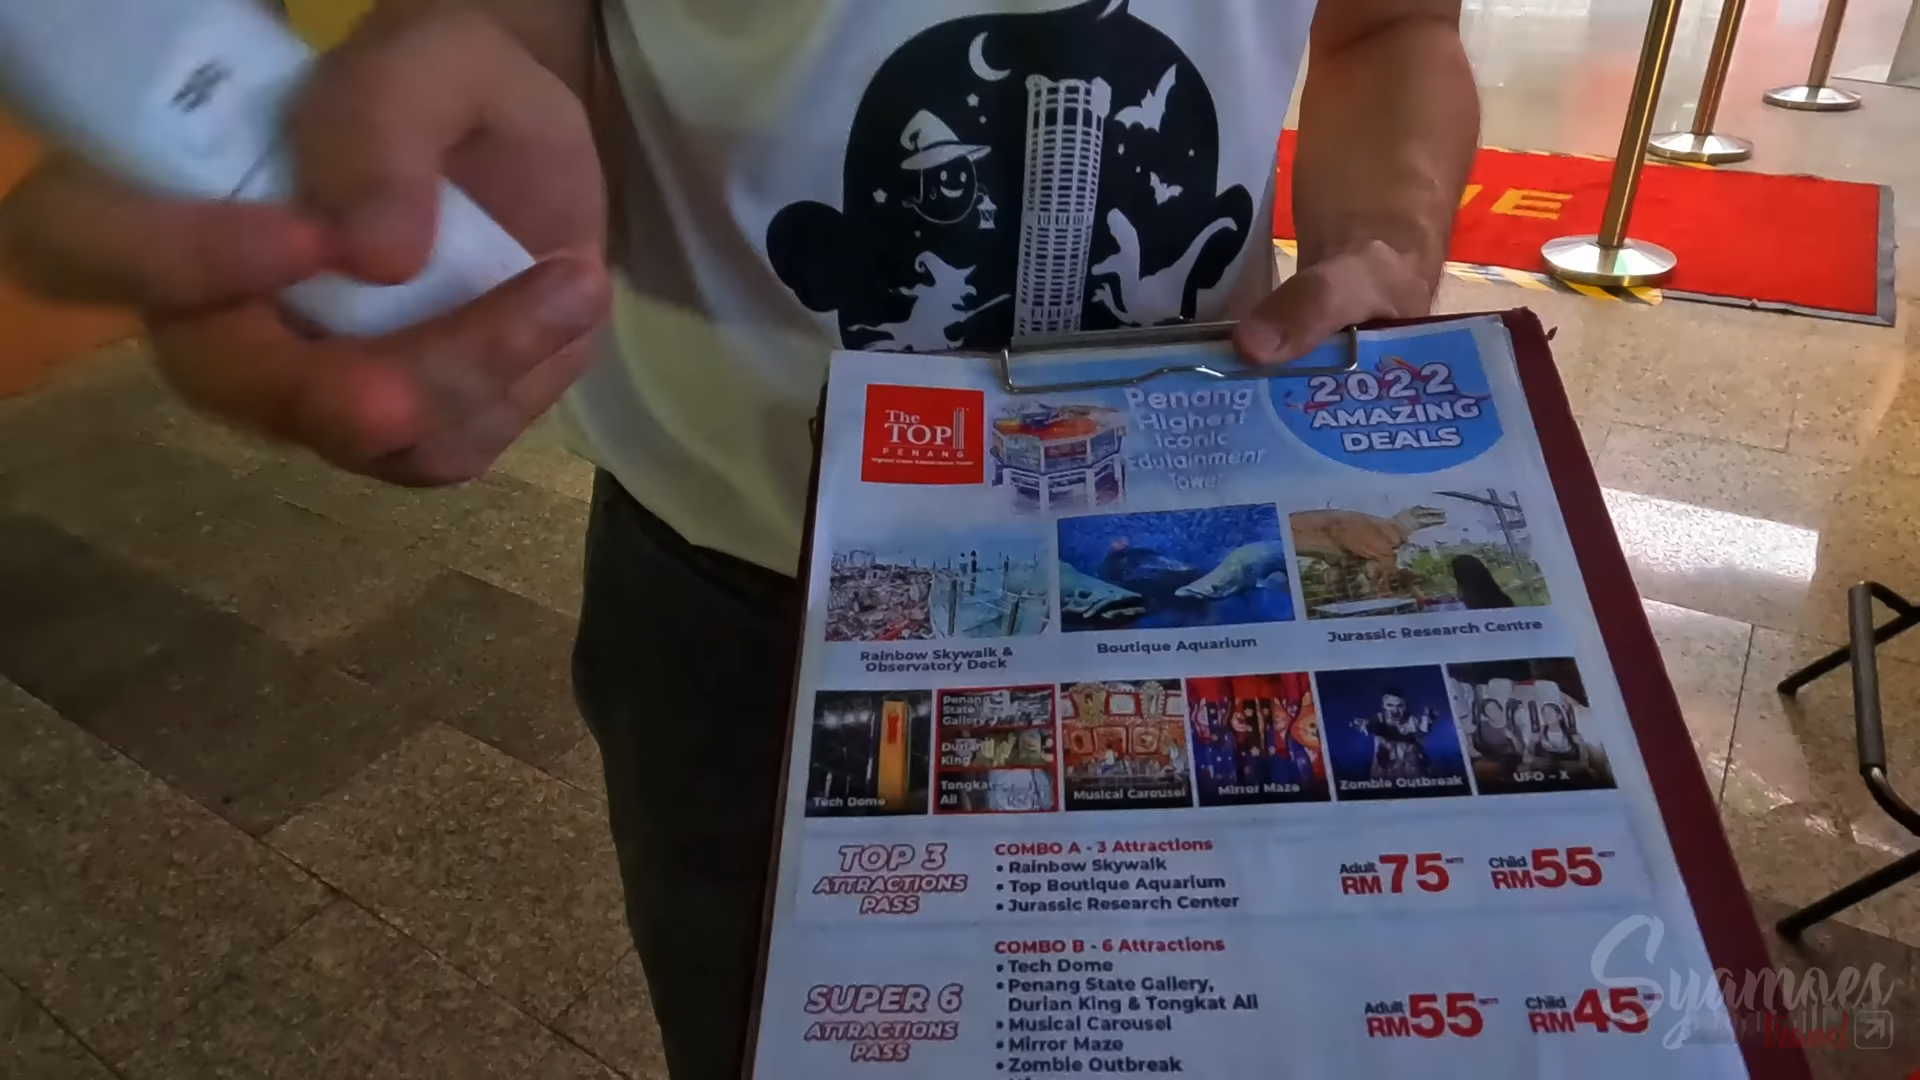 ME
The
TOP
PENANG
Penang
Highest
Iconic
Edutainment
Tower
2022
AMAZING
DEALS
Rainbow Skywalk &
Observatory Deck
Boutique Aquarium
Jurassic Research Centre
Tech Dome
Penang
State
Gallery
Durian
King
Tongkat
Ali
Musical Carousel
Mirror Maze
Zombie Outbreak
UFO - X
TOP 3
ATTRACTIONS
PASS
COMBO A - 3 Attractions
• Rainbow Skywalk
• Top Boutique Aquarium
• Jurassic Research Center
Adult
RM75
Child
RM55
SUPER 6
ATTRACTIONS
PASS
COMBO B - 6 Attractions
• Tech Dome
• Penang State Gallery,
Durian King & Tongkat Ali
• Musical Carousel
• Mirror Maze
• Zombie Outbreak
Adult
RM55
Child
RM45
Syamoes
Travel